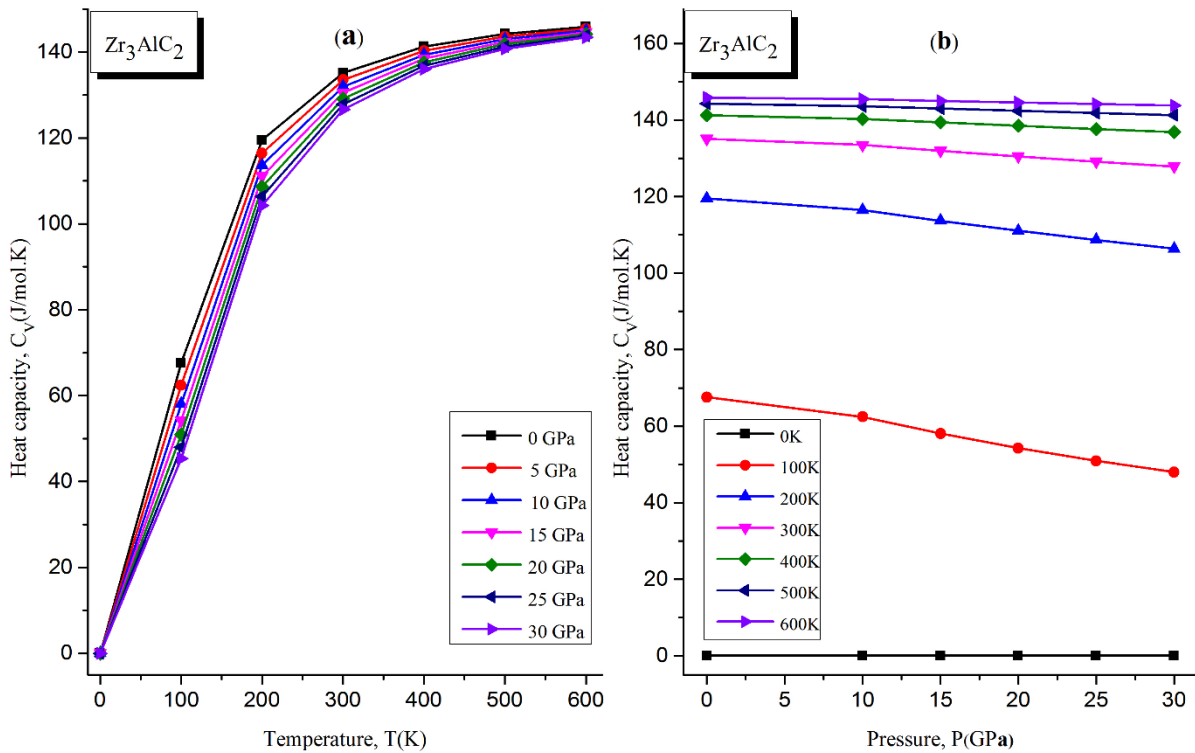 Zr3AlC2
(a)
Heat capacity, CV(J/mol.K)
140
120
100
80
60
40
20
0
0 GPa
5 GPa
10 GPa
15 GPa
20 GPa
25 GPa
30 GPa
0 100 200 300 400 500 600
Temperature, T(K)
Zr3AlC2
(b)
Heat capacity, CV(J/mol.K)
160
140
120
100
80
60
40
20
0
0K
100K
200K
300K
400K
500K
600K
0 5 10 15 20 25 30
Pressure, P(GPa)